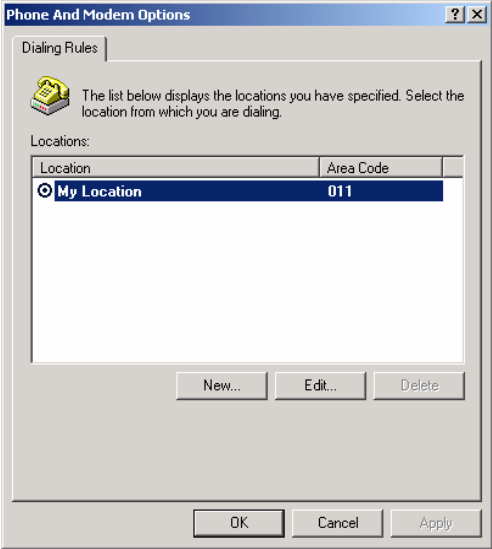 Phone And Modem Options
Dialing Rules
The list below displays the locations you have specified. Select the
location from which you are dialing.
Locations:
Location Area Code
My Location 011
New... Edit... Delete
OK Cancel Apply